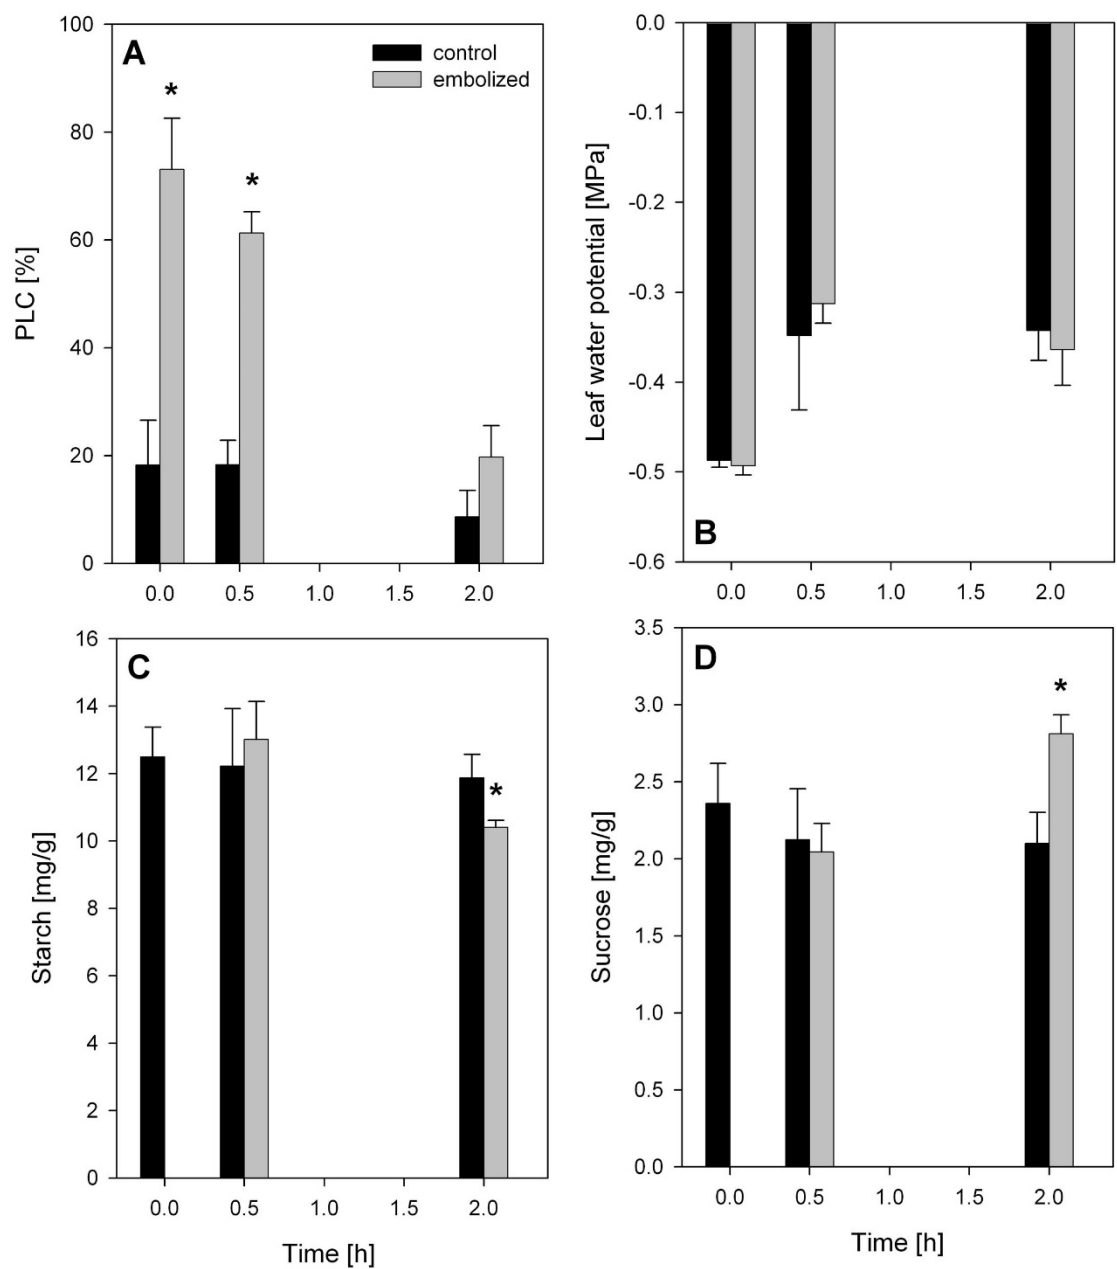 A
control
embolized
*
*
PLC [%]
100
80
60
40
20
0
0.0 0.5 1.0 1.5 2.0
B
Leaf water potential [MPa]
0.0
-0.1
-0.2
-0.3
-0.4
-0.5
-0.6
0.0 0.5 1.0 1.5 2.0
C
*
Starch [mg/g]
16
14
12
10
8
6
4
2
0
0.0 0.5 1.0 1.5 2.0
Time [h]
D
*
Sucrose [mg/g]
3.5
3.0
2.5
2.0
1.5
1.0
0.5
0.0
0.0 0.5 1.0 1.5 2.0
Time [h]